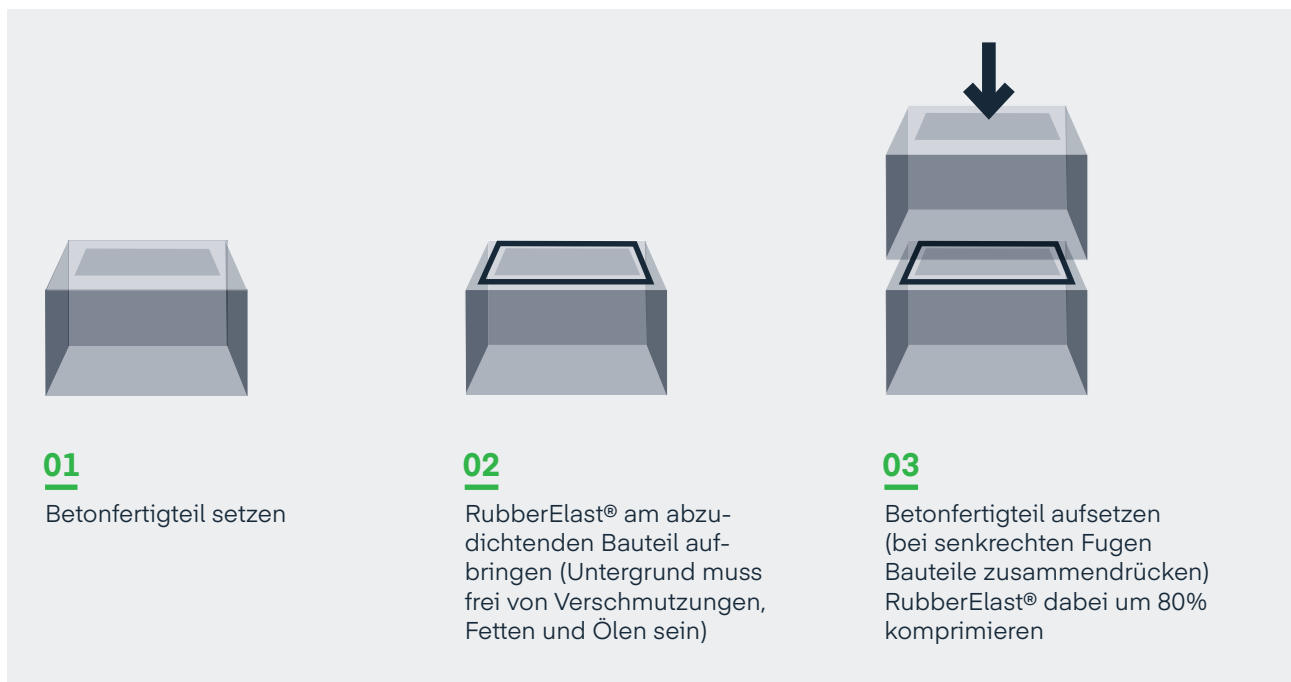 01
Betonfertigteil setzen
02
RubberElast® am abzu-
dichtenden Bauteil auf-
bringen (Untergrund muss
frei von Verschmutzungen,
Fetten und Ölen sein)
03
Betonfertigteil aufsetzen
(bei senkrechten Fugen
Bauteile zusammendrücken)
RubberElast® dabei um 80%
komprimieren